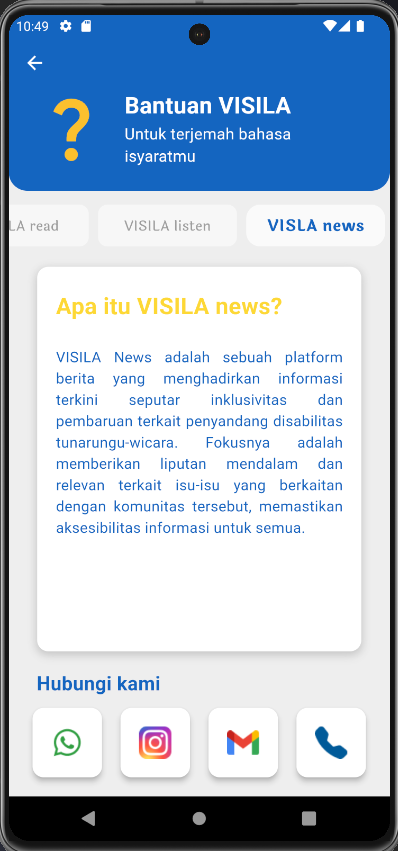 10:49
?
Bantuan VISILA
Untuk terjemah bahasa
isyaratmu
LA read
VISILA listen
VISLA news
Apa itu VISILA news?
VISILA News adalah sebuah platform
berita yang menghadirkan informasi
terkini seputar inklusivitas dan
pembaruan terkait penyandang disabilitas
tunarungu-wicara. Fokusnya adalah
memberikan liputan mendalam dan
relevan terkait isu-isu yang berkaitan
dengan komunitas tersebut, memastikan
aksesibilitas informasi untuk semua.
Hubungi kami